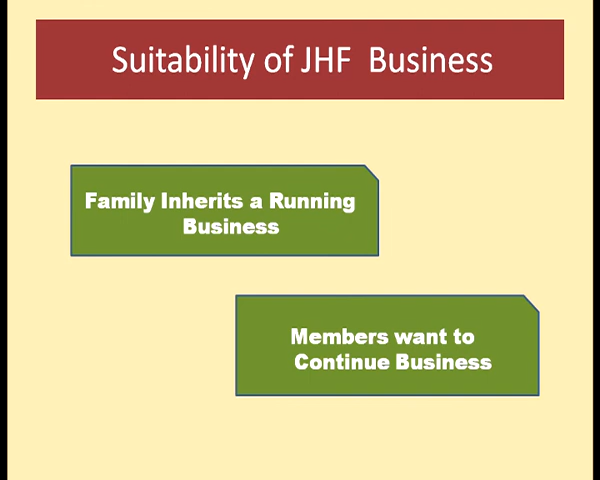 Suitability of JHF Business
Family Inherits a Running
Business
Members want to
Continue Business